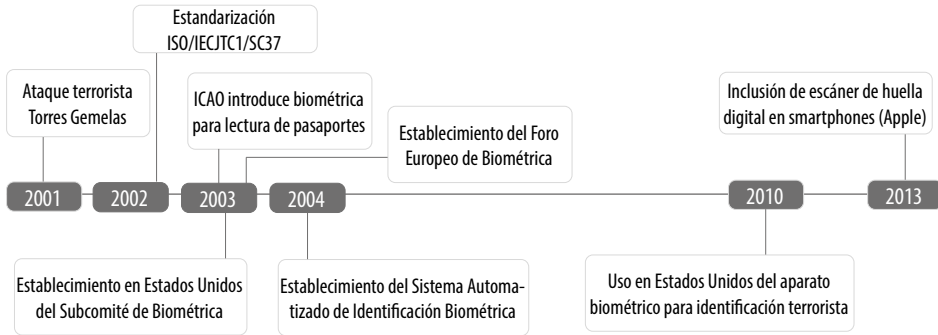 Estandarización
ISO/IECJTC1/SC37
Ataque terrorista
Torres Gemelas
ICAO introduce biométrica
para lectura de pasaportes
Establecimiento del Foro
Europeo de Biométrica
Inclusión de escáner de huella
digital en smartphones (Apple)
2001
2002
2003
2004
2010
2013
Establecimiento en Estados Unidos
del Subcomité de Biométrica
Establecimiento del Sistema Automa-
tizado de Identificación Biométrica
Uso en Estados Unidos del aparato
biométrico para identificación terrorista